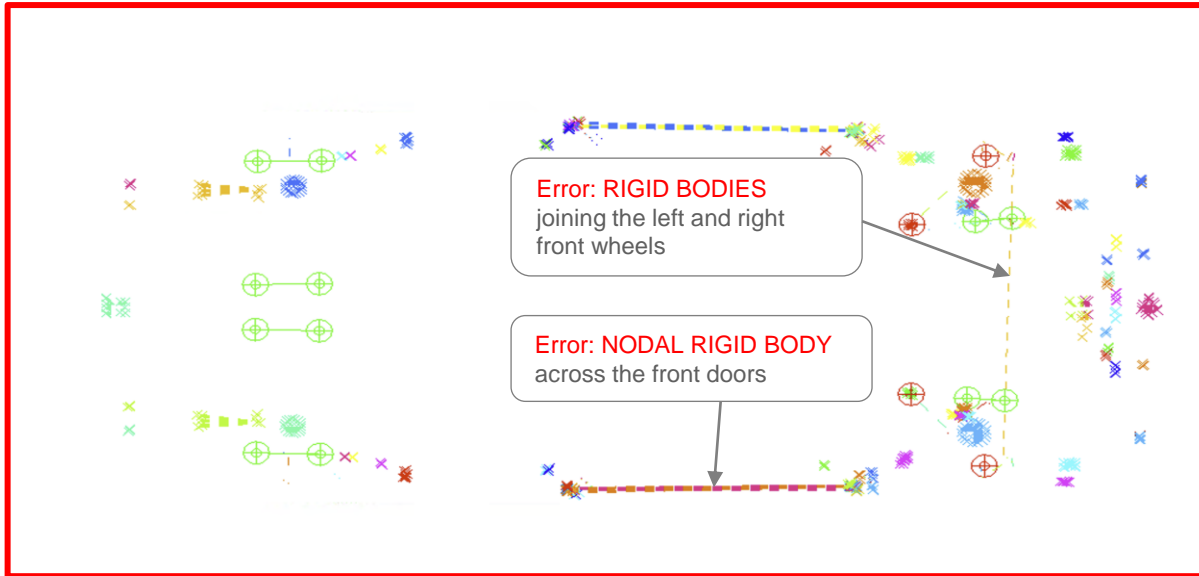 Error: RIGID BODIES
joining the left and right
front wheels
Error: NODAL RIGID BODY
across the front doors